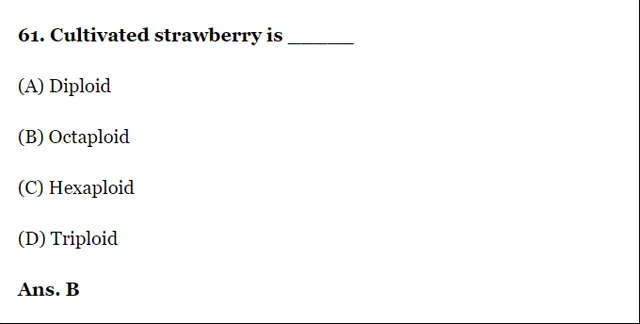 61. Cultivated strawberry is ______
(A) Diploid
(B) Octaploid
(C) Hexaploid
(D) Triploid
Ans. B